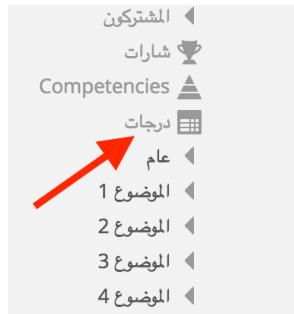 المشتركون
شارات
Competencies
درجات
عام
الموضوع 1
الموضوع 2
الموضوع 3
الموضوع 4